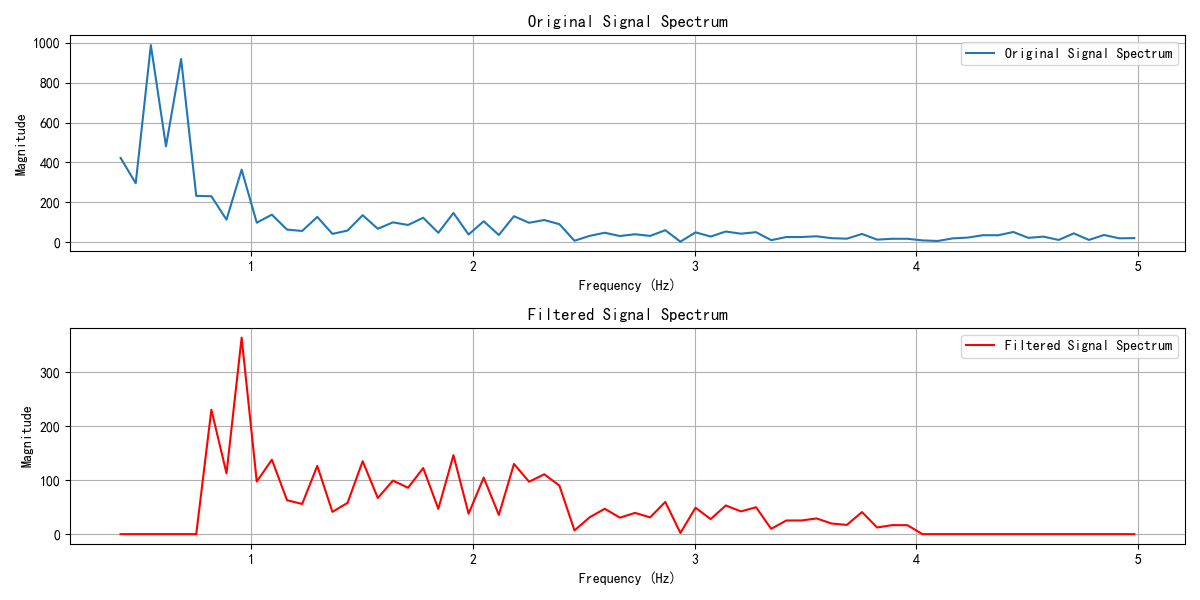 Original Signal Spectrum
Original Signal Spectrum
Magnitude
1000
800
600
400
200
0
1 2 3 4 5
Frequency (Hz)
Filtered Signal Spectrum
Filtered Signal Spectrum
Magnitude
300
200
100
0
1 2 3 4 5
Frequency (Hz)